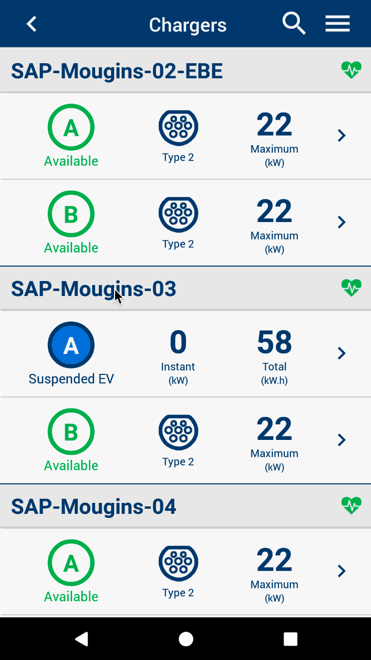 Chargers
SAP-Mougins-02-EBE
A
Available
Type 2
22
Maximum
(kW)
B
Available
Type 2
22
Maximum
(kW)
SAP-Mougins-03
A
Suspended EV
0
Instant
(kW)
58
Total
(kW.h)
B
Available
Type 2
22
Maximum
(kW)
SAP-Mougins-04
A
Available
Type 2
22
Maximum
(kW)